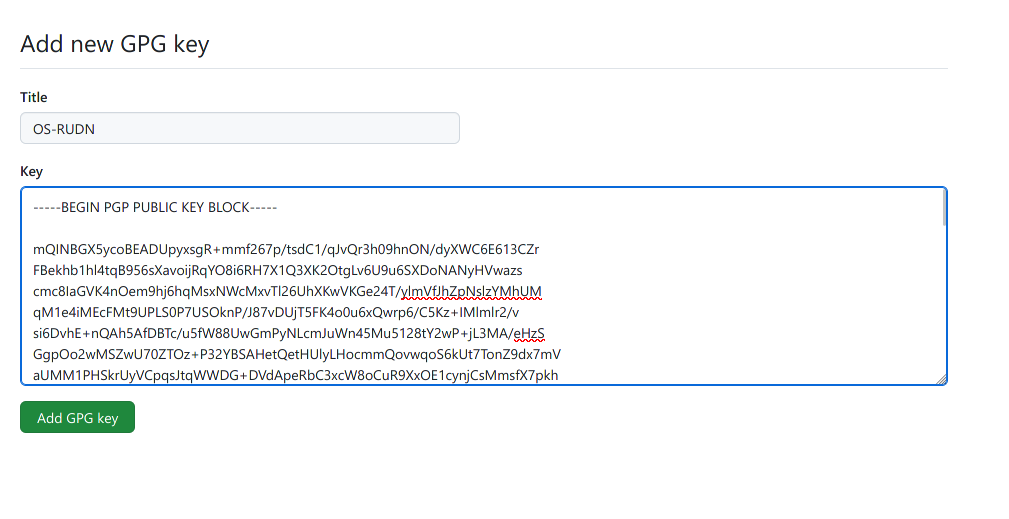 Add new GPG key
Title
OS-RUDN
Key
-----BEGIN PGP PUBLIC KEY BLOCK-----
mQINBGX5ycoBEADUpyxsgR+mmf267p/tsdC1/qJvQr3h09hnON/dyXWC6E613CZr
FBekhb1hl4tqB956sXavoijRqYO8i6RH7X1Q3XK2OtgLv6U9u6SXDoNANyHVwazs
cmc8IaGVK4nOem9hj6hqMsxNWcMxvTl26UhXKwVKGe24T/ylmVfJhZpNslzYMhUM
qM1e4iMEcFMt9UPLS0P7USOknP/J87vDUjT5FK4o0u6xQwrp6/C5Kz+IMlmIr2/v
si6DvhE+nQAh5AfDBTc/u5fW88UwGmPyNLcmJuWn45Mu5128tY2wP+jL3MA/eHzS
GgpOo2wMSZwU70ZTOz+P32YBSAHetQetHUlyLHocmmQovwqoS6kUt7TonZ9dx7mV
aUMM1PHSkrUyVCpqsJtqWWDG+DVdApeRbC3xcW8oCuR9XxOE1cynjCsMmsfX7pkh
Add GPG key